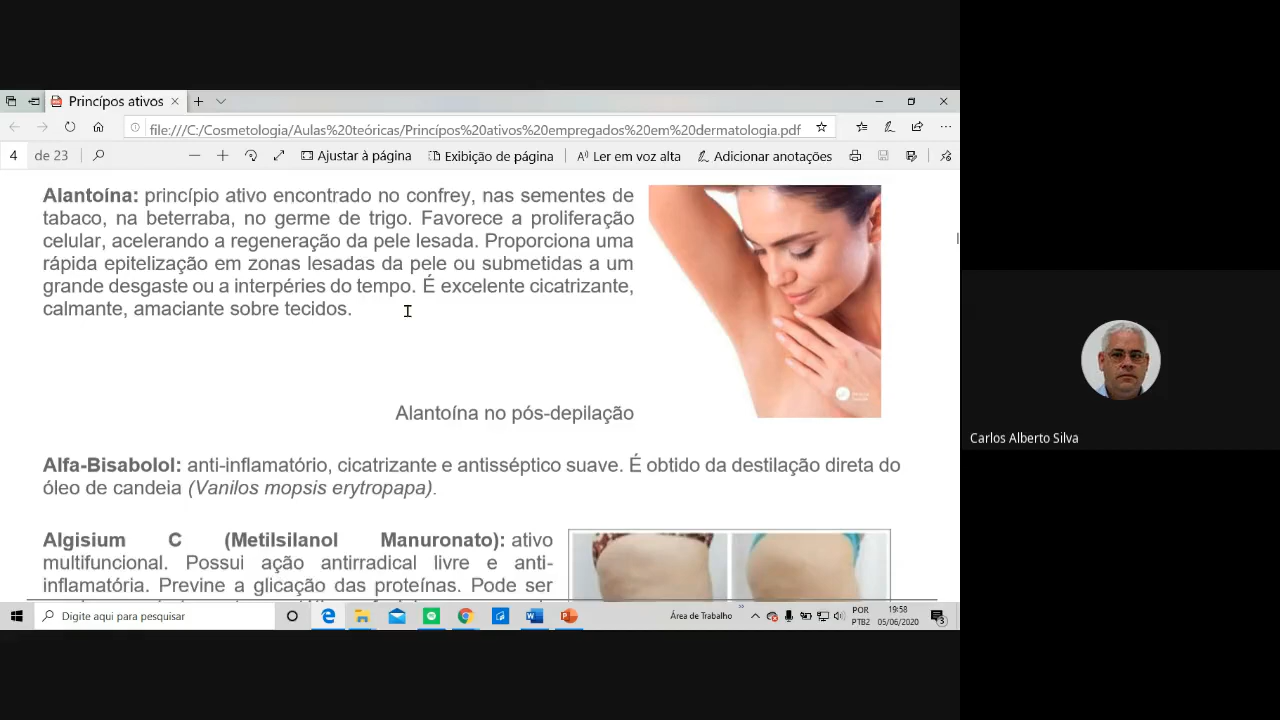 Princípos ativos
file:///C:/Cosmetologia/Aulas%20teóricas/Princípos%20ativos%20empregados%20em%20dermatologia.pdf
4 de 23 Ajustar à página Exibição de página Ler em voz alta Adicionar anotações
Alantoína: princípio ativo encontrado no confrey, nas sementes de
tabaco, na beterraba, no germe de trigo. Favorece a proliferação
celular, acelerando a regeneração da pele lesada. Proporciona uma
rápida epitelização em zonas lesadas da pele ou submetidas a um
grande desgaste ou a interpéries do tempo. É excelente cicatrizante,
calmante, amaciante sobre tecidos.
Alantoína no pós-depilação
Alfa-Bisabolol: anti-inflamatório, cicatrizante e antisséptico suave. É obtido da destilação direta do
óleo de candeia (Vanilos mopsis erytropapa).
Algisium C (Metilsilanol Manuronato): ativo
multifuncional. Possui ação antirradical livre e anti-
inflamatória. Previne a glicação das proteínas. Pode ser
Carlos Alberto Silva
Digite aqui para pesquisar
Área de Trabalho
POR
PTB2
19:58
05/06/2020
3